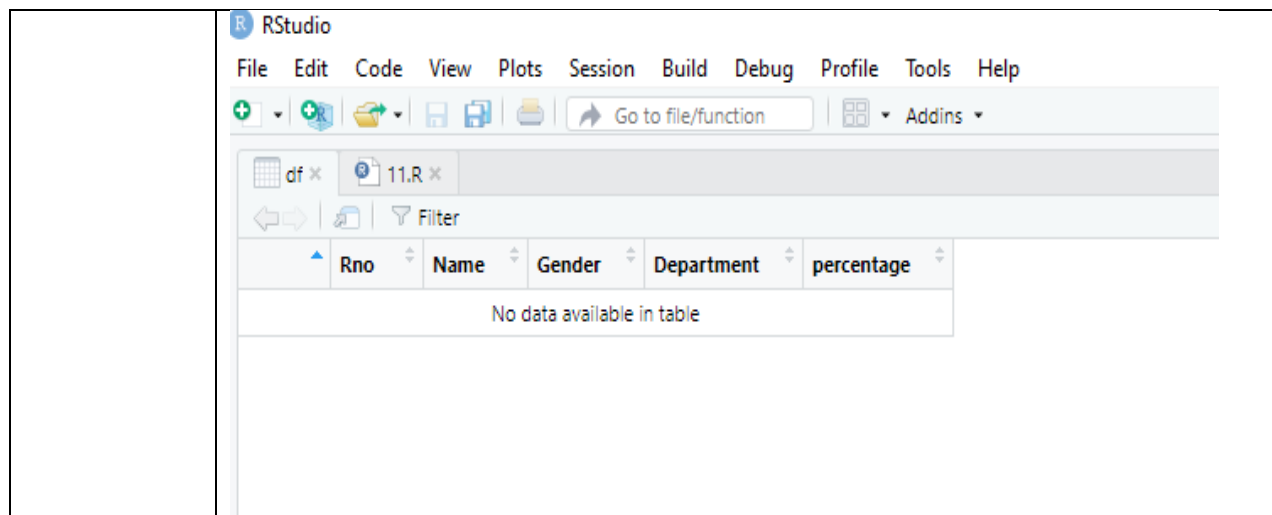 RStudio
File Edit Code View Plots Session Build Debug Profile Tools Help
Go to file/function Addins
df 11.R
Filter
Rno Name Gender Department percentage
No data available in table